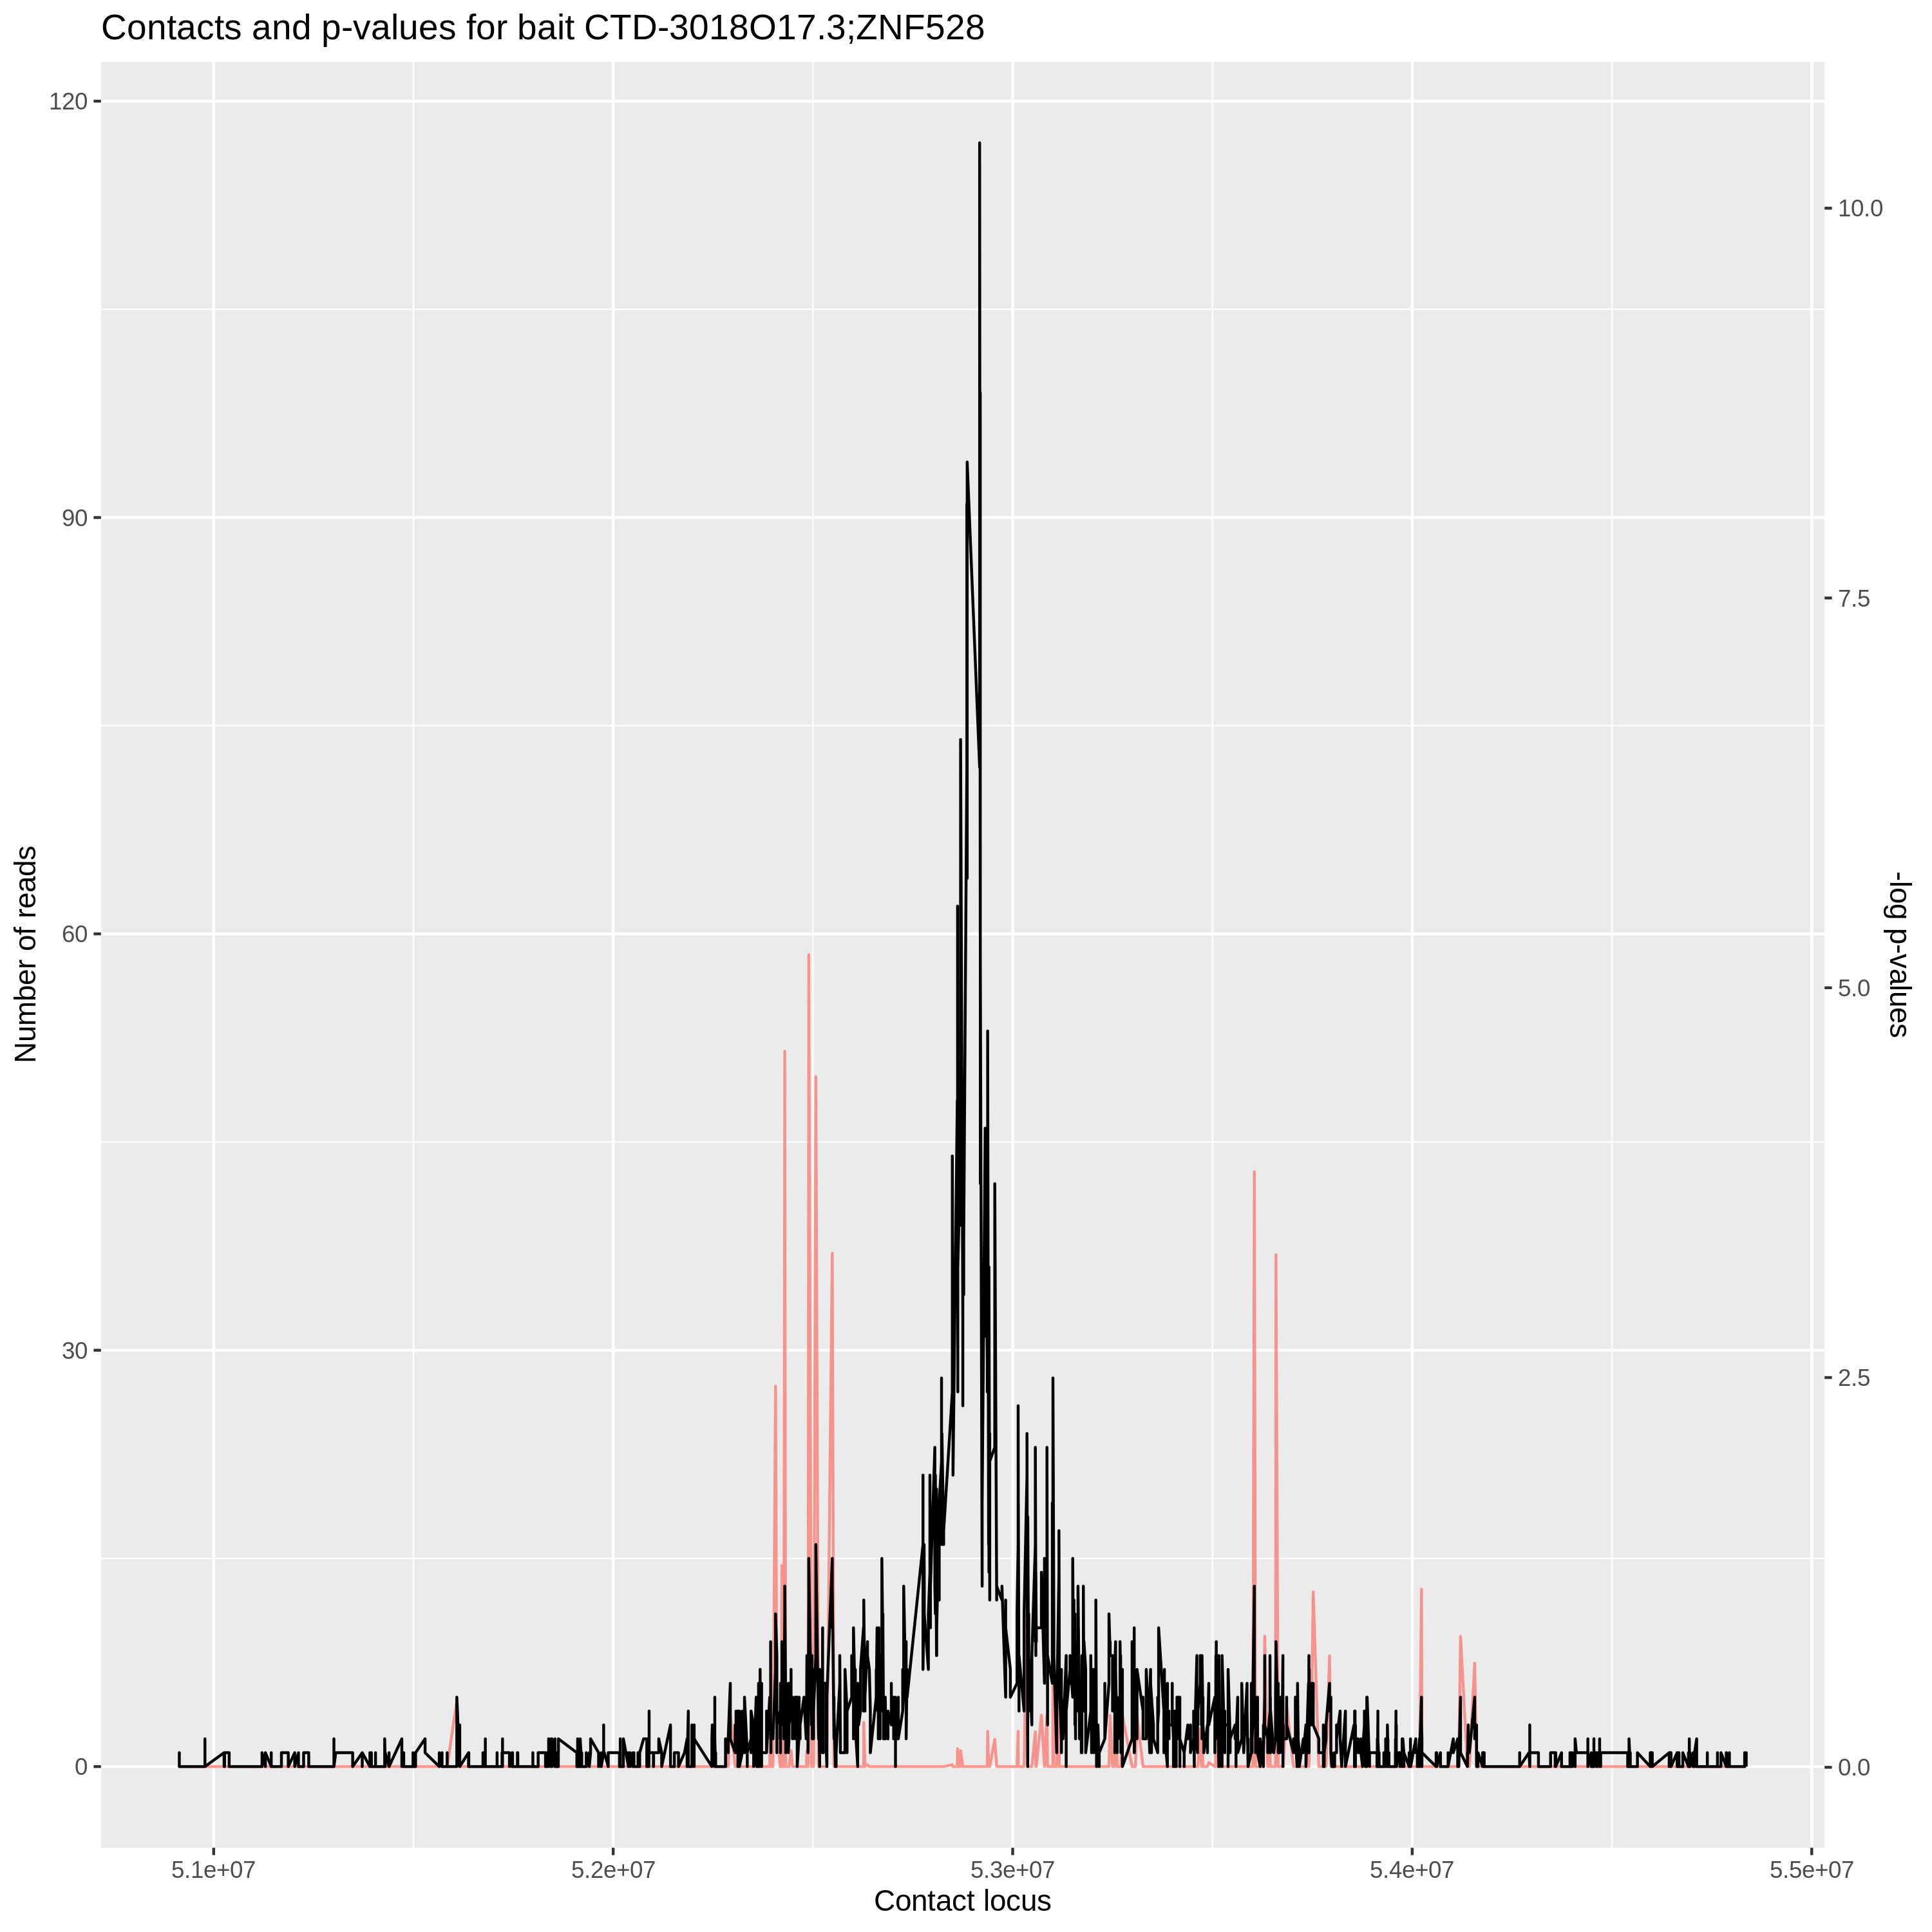 Contacts and p-values for bait CTD-3018O17.3;ZNF528
120
90
60
30
0
Number of reads
10.0
7.5
5.0
2.5
0.0
-log p-values
5.1e+07
5.2e+07
5.3e+07
5.4e+07
5.5e+07
Contact locus